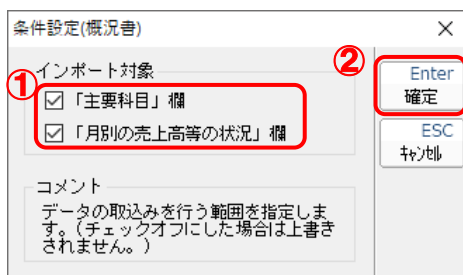 条件設定(概況書)
インポート対象
①
「主要科目」欄
「月別の売上高等の状況」欄
②
Enter
確定
ESC
ｷｬﾝｾﾙ
コメント
データの取込みを行う範囲を指定しま
す。（チェックオフにした場合は上書き
されません。）